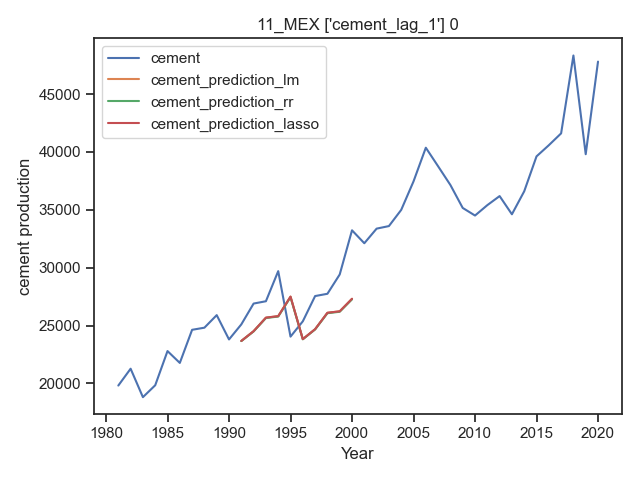 11_MEX ['cement_lag_1'] 0
cement
cement_prediction_lm
cement_prediction_rr
cement_prediction_lasso
cement production
45000
40000
35000
30000
25000
20000
1980 1985 1990 1995 2000 2005 2010 2015 2020
Year